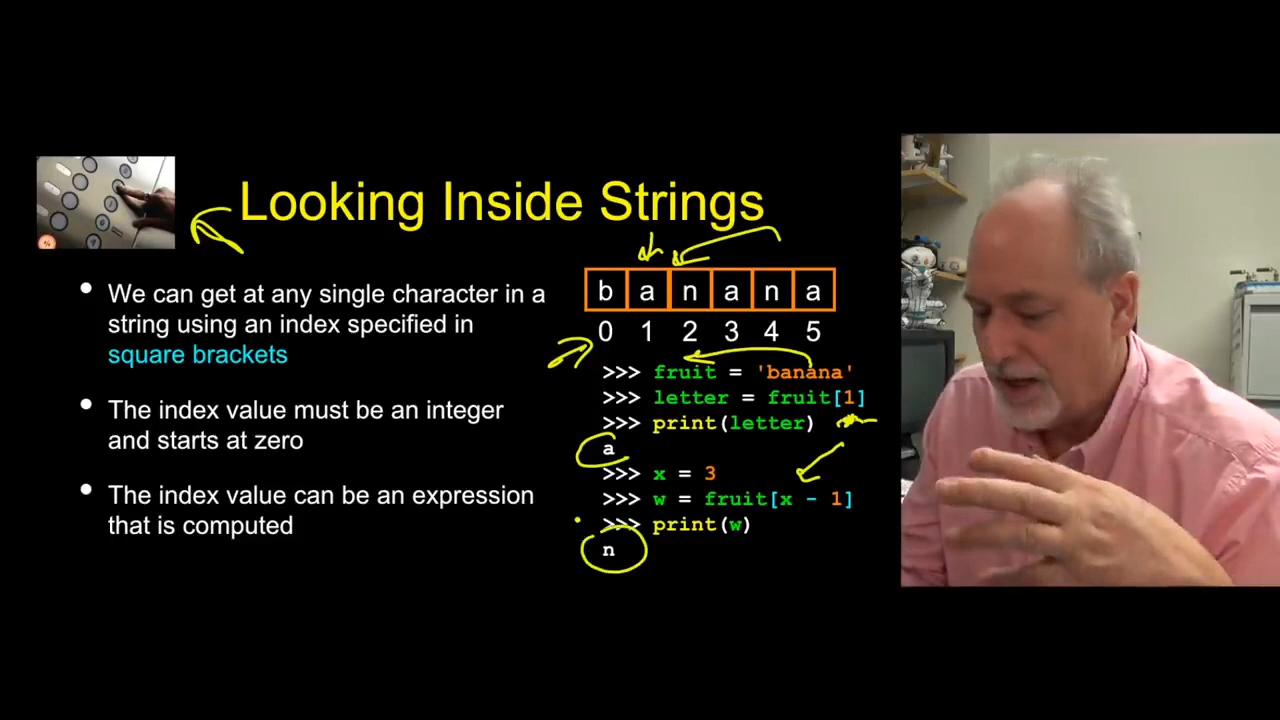 Looking Inside Strings
• We can get at any single character in a
string using an index specified in
square brackets
• The index value must be an integer
and starts at zero
• The index value can be an expression
that is computed
b a n a n a
0 1 2 3 4 5
>>> fruit = 'banana'
>>> letter = fruit[1]
>>> print(letter)
a
>>> x = 3
>>> w = fruit[x - 1]
>>> print(w)
n